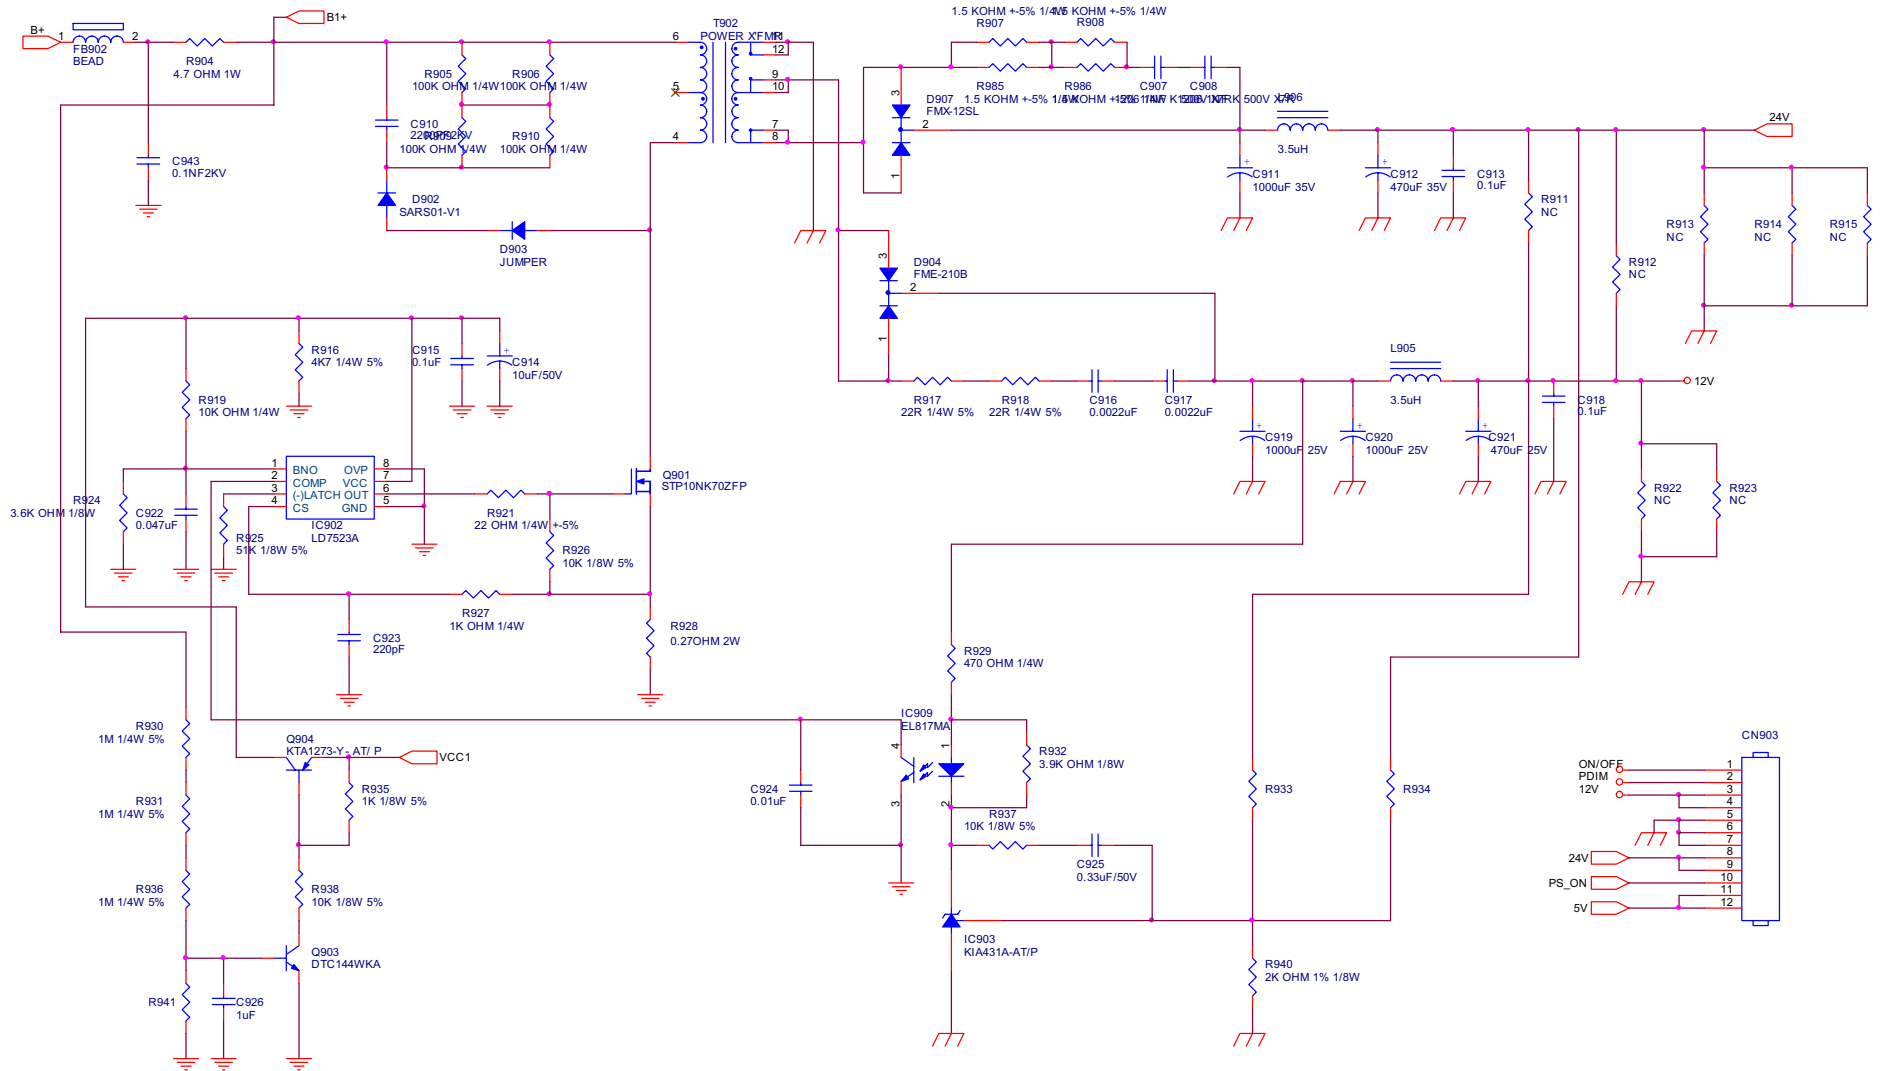 B+
1
2
FB902
BEAD
B1+
R904
4.7 OHM 1W
C943
0.1NF2KV
R905
100K OHM 1/4W
R906
100K OHM 1/4W
C910
2200PF2KV
R909
100K OHM 1/4W
R910
100K OHM 1/4W
D902
SARS01-V1
D903
JUMPER
T902
POWER X'FMR
6
5
4
11
12
9
10
7
8
1.5 KOHM +-5% 1/4W
R907
1.5 KOHM +-5% 1/4W
R908
R985
1.5 KOHM +-5% 1/4W
R986
C907
C908
L906
3.5uH
D907
FMX-12SL
3
2
1
24V
C911
1000uF 35V
C912
470uF 35V
C913
0.1uF
R911
NC
R912
NC
R913
NC
R914
NC
R915
NC
D904
FME-210B
3
2
1
R917
22R 1/4W 5%
R918
22R 1/4W 5%
C916
0.0022uF
C917
0.0022uF
L905
3.5uH
12V
C919
1000uF 25V
C920
1000uF 25V
C921
470uF 25V
C918
0.1uF
R922
NC
R923
NC
R916
4K7 1/4W 5%
C915
0.1uF
C914
10uF/50V
R919
10K OHM 1/4W
1
2
3
4
BNO
COMP
(-)LATCH
CS
OVP
VCC
OUT
GND
8
7
6
5
IC902
LD7523A
R924
3.6K OHM 1/8W
C922
0.047uF
R925
51K 1/8W 5%
R921
22 OHM 1/4W +-5%
R926
10K 1/8W 5%
Q901
STP10NK70ZFP
R927
1K OHM 1/4W
C923
220pF
R928
0.27OHM 2W
R929
470 OHM 1/4W
R930
1M 1/4W 5%
R931
1M 1/4W 5%
R936
1M 1/4W 5%
R941
C926
1uF
Q904
KTA1273-Y- AT/ P
VCC1
R935
1K 1/8W 5%
R938
10K 1/8W 5%
Q903
DTC144WKA
IC909
EL817MA
4
3
1
2
C924
0.01uF
R932
3.9K OHM 1/8W
R937
10K 1/8W 5%
C925
0.33uF/50V
IC903
KIA431A-AT/P
R933
R934
R940
2K OHM 1% 1/8W
CN903
ON/OFF
PDIM
12V
24V
PS_ON
5V
1
2
3
4
5
6
7
8
9
10
11
12